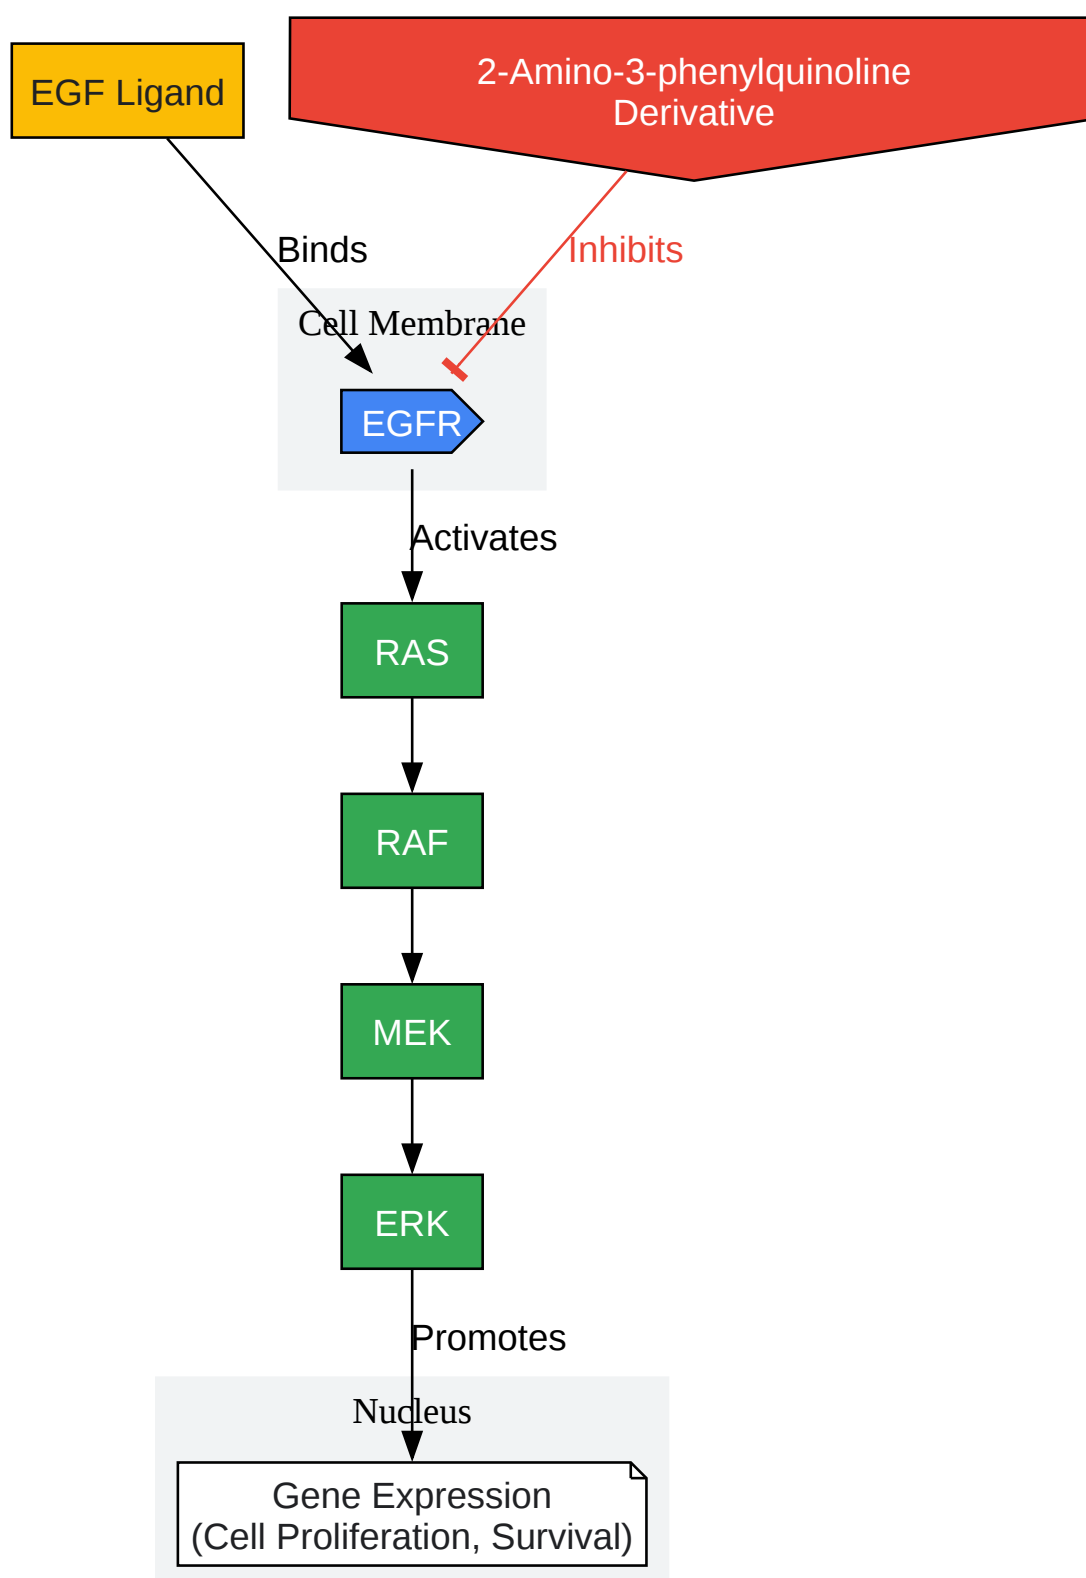 EGF Ligand
2-Amino-3-phenylquinoline
Derivative
Binds
Inhibits
Cell Membrane
EGFR
Activates
RAS
RAF
MEK
ERK
Promotes
Nucleus
Gene Expression
(Cell Proliferation, Survival)